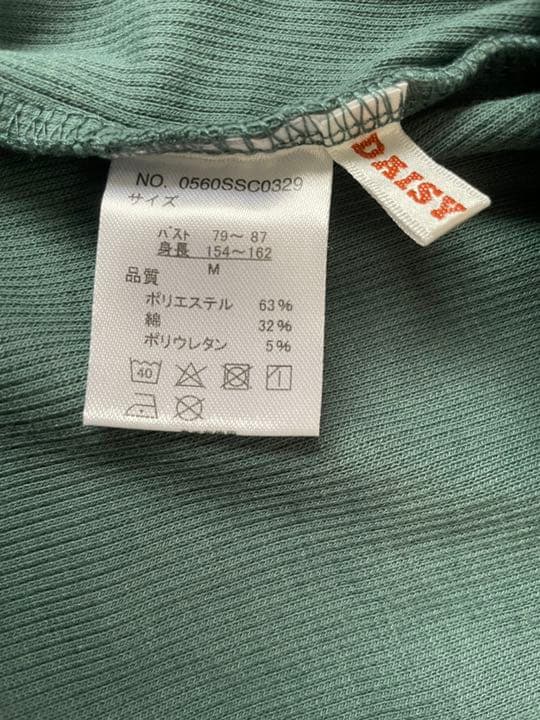 NO. 0560SSC0329
サイズ
バスト 79〜 87
身長 154〜162
M
品質
ポリエステル 63%
綿 32%
ポリウレタン 5%
40
DAISY